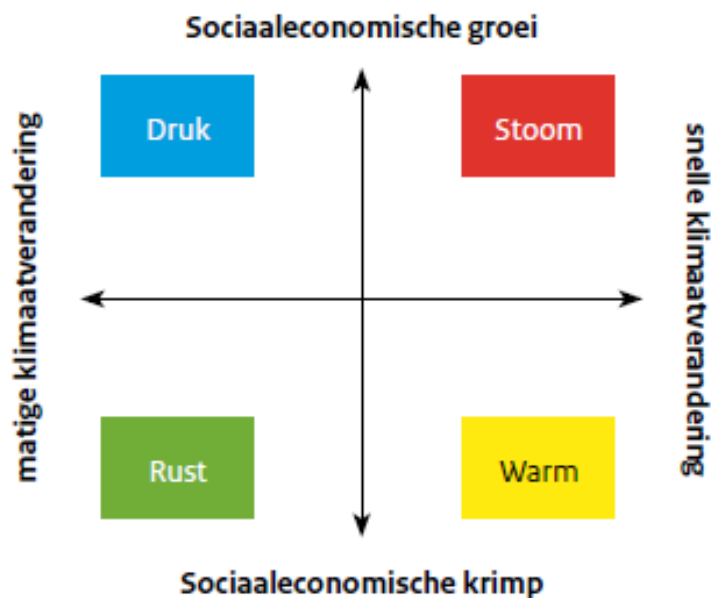 Sociaaleconomische groei
Druk
Stoom
matige klimaatverandering
snelle klimaatverandering
Rust
Warm
Sociaaleconomische krimp